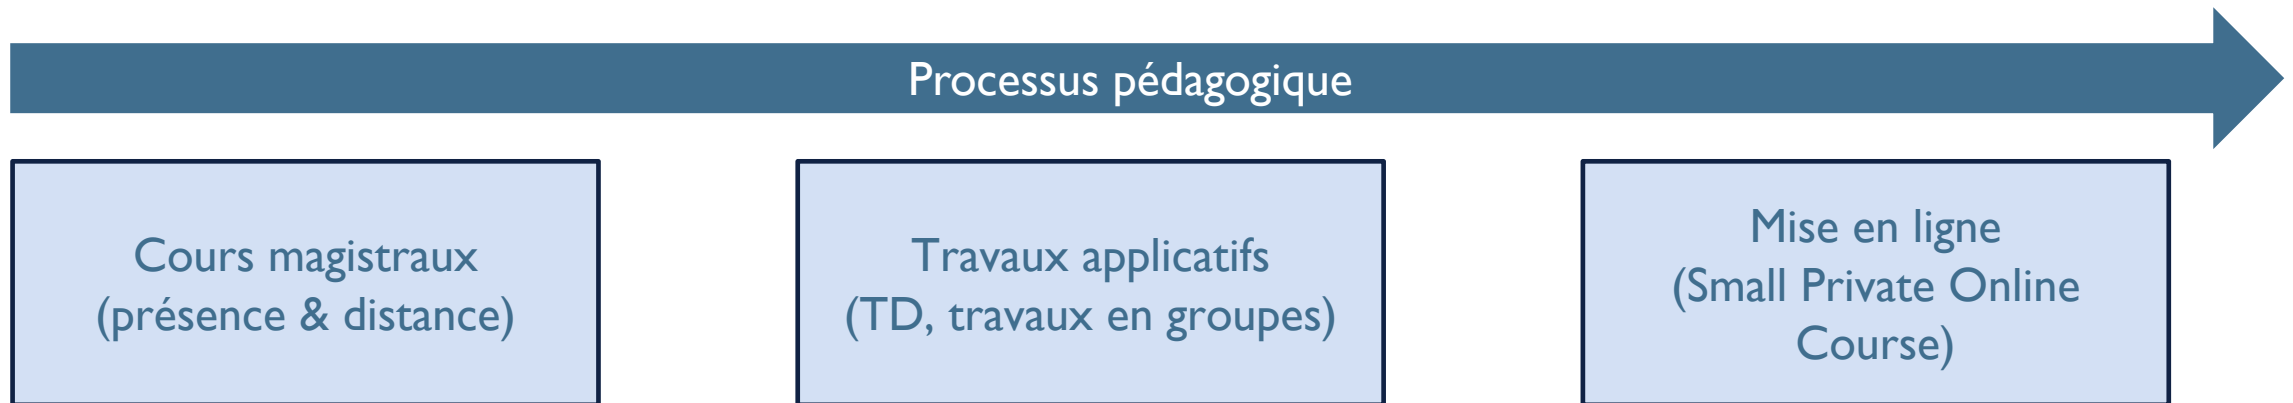 Processus pédagogique
Cours magistraux
(présence & distance)
Travaux applicatifs
(TD, travaux en groupes)
Mise en ligne
(Small Private Online
Course)